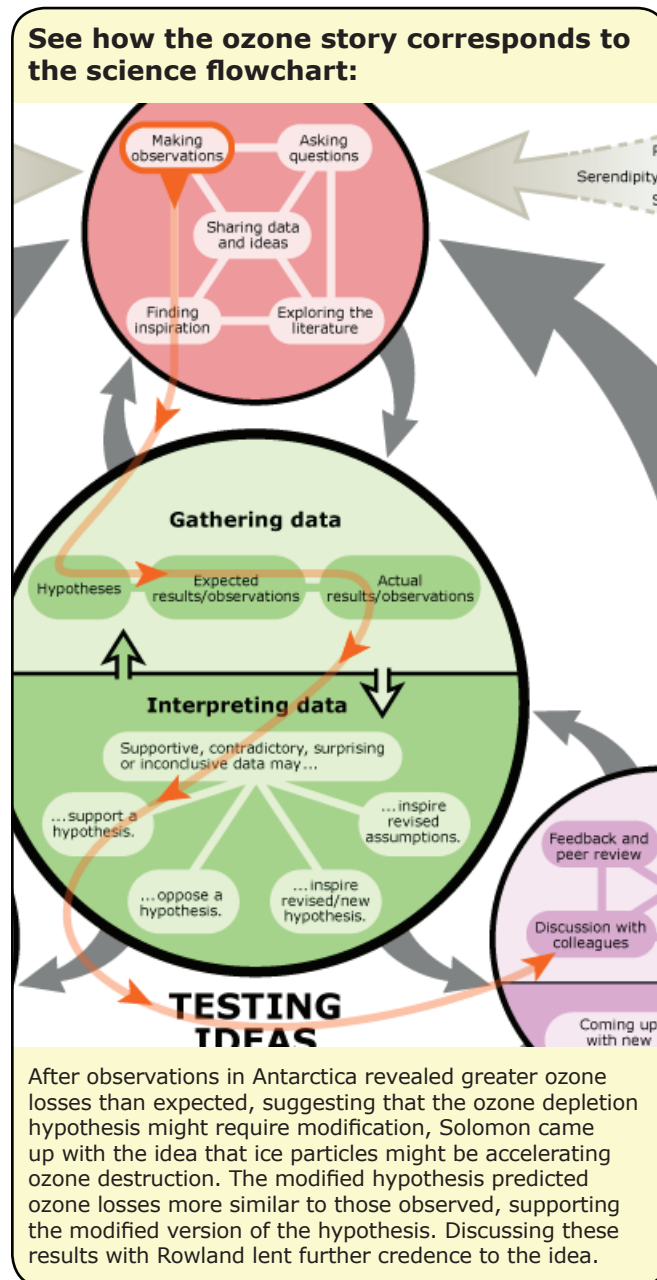 See how the ozone story corresponds to
the science flowchart:
Making
observations
Asking
questions
Serendipity
Sharing data
and ideas
Finding
inspiration
Exploring the
literature
Gathering data
Hypotheses
Expected
results/observations
Actual
results/observations
Interpreting data
Supportive, contradictory, surprising
or inconclusive data may...
...support a
hypothesis.
...inspire
revised
assumptions.
...oppose a
hypothesis.
...inspire
revised/new
hypothesis.
Feedback and
peer review
Discussion with
colleagues
TESTING
IDEAS
Coming up
with new
After observations in Antarctica revealed greater ozone
losses than expected, suggesting that the ozone depletion
hypothesis might require modification, Solomon came
up with the idea that ice particles might be accelerating
ozone destruction. The modified hypothesis predicted
ozone losses more similar to those observed, supporting
the modified version of the hypothesis. Discussing these
results with Rowland lent further credence to the idea.